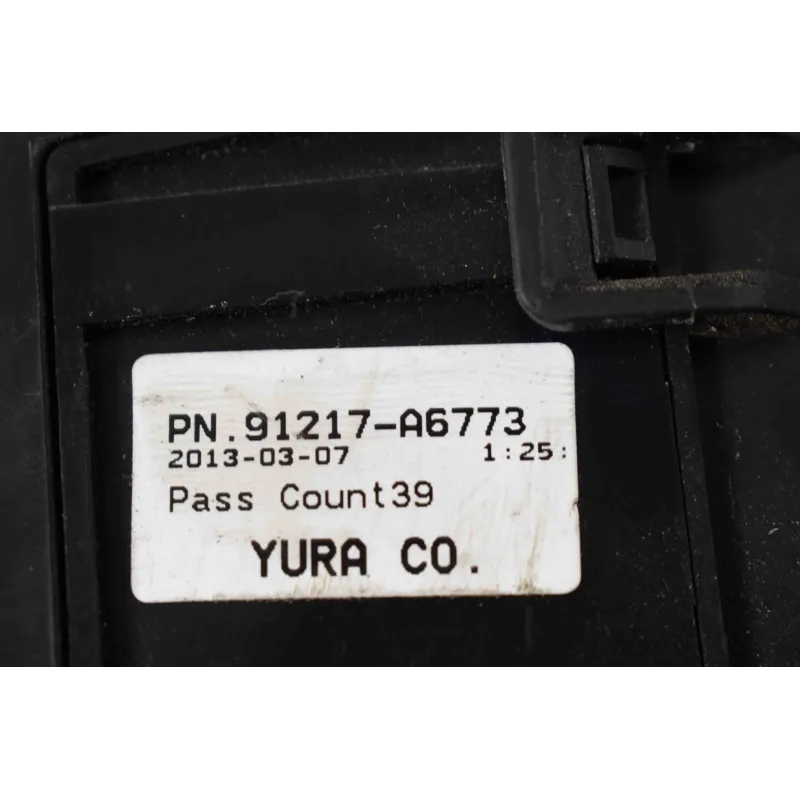 PN.91217-A6773
2013-03-07 1:25:
Pass Count39
YURA CO.